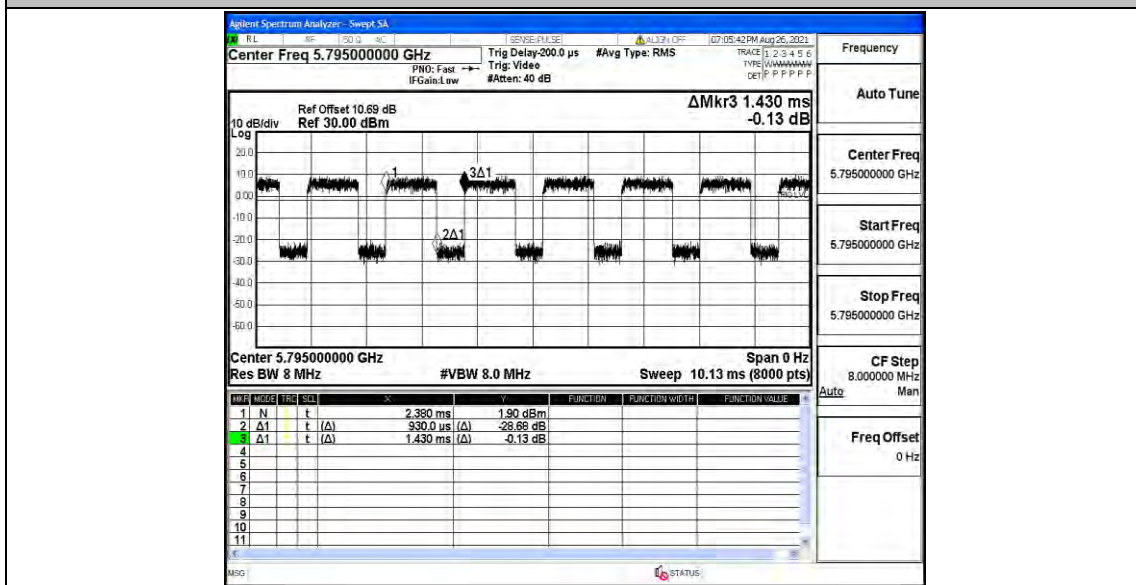 Agilent Spectrum Analyzer - Swept SA
RL RF 50 Ω AC SENSE:PULSE ALIGN OFF 07:05:42 PM Aug 26, 2021
Center Freq 5.795000000 GHz
PNO: Fast
IFGain:Low
Trig Delay-200.0 µs
Trig: Video
#Atten: 40 dB
#Avg Type: RMS
TRACE 1 2 3 4 5 6
TYPE
DET P P P P P P
Ref Offset 10.69 dB
10 dB/div Ref 30.00 dBm
Log
ΔMkr3 1.430 ms
-0.13 dB
20.0
10.0
0.00
-10.0
-20.0
-30.0
-40.0
-50.0
-60.0
1
3Δ1
2Δ1
TRIG LVL
Center 5.795000000 GHz Span 0 Hz
Res BW 8 MHz #VBW 8.0 MHz Sweep 10.13 ms (8000 pts)
MKR MODE TRC SCL X Y FUNCTION FUNCTION WIDTH FUNCTION VALUE
1 N t 2.380 ms 1.90 dBm
2 Δ1 t (Δ) 930.0 µs (Δ) -28.68 dB
3 Δ1 t (Δ) 1.430 ms (Δ) -0.13 dB
4
5
6
7
8
9
10
11
MSG STATUS
Frequency
Auto Tune
Center Freq
5.795000000 GHz
Start Freq
5.795000000 GHz
Stop Freq
5.795000000 GHz
CF Step
8.000000 MHz
Auto Man
Freq Offset
0 Hz